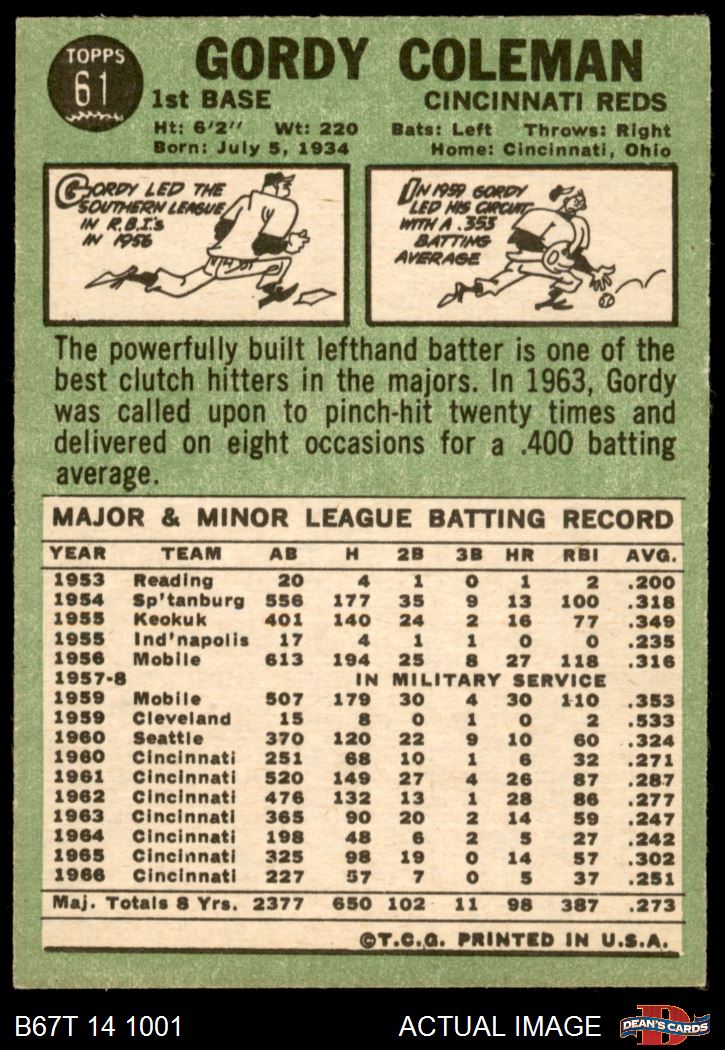 TOPPS
61
GORDY COLEMAN
1st BASE
CINCINNATI REDS
Ht: 6'2" Wt: 220 Bats: Left Throws: Right
Born: July 5, 1934 Home: Cincinnati, Ohio
GORDY LED THE
SOUTHERN LEAGUE
IN R.B.I.'s
IN 1956
IN 1959 GORDY
LED HIS CIRCUIT
WITH A .353
BATTING
AVERAGE
The powerfully built lefthand batter is one of the
best clutch hitters in the majors. In 1963, Gordy
was called upon to pinch-hit twenty times and
delivered on eight occasions for a .400 batting
average.
MAJOR & MINOR LEAGUE BATTING RECORD
YEAR TEAM AB H 2B 3B HR RBI AVG.
1953 Reading 20 4 1 0 1 2 .200
1954 Sp'tanburg 556 177 35 9 13 100 .318
1955 Keokuk 401 140 24 2 16 77 .349
1955 Ind'napolis 17 4 1 1 0 0 .235
1956 Mobile 613 194 25 8 27 118 .316
1957-8 IN MILITARY SERVICE
1959 Mobile 507 179 30 4 30 110 .353
1959 Cleveland 15 8 0 1 0 2 .533
1960 Seattle 370 120 22 9 10 60 .324
1960 Cincinnati 251 68 10 1 6 32 .271
1961 Cincinnati 520 149 27 4 26 87 .287
1962 Cincinnati 476 132 13 1 28 86 .277
1963 Cincinnati 365 90 20 2 14 59 .247
1964 Cincinnati 198 48 6 2 5 27 .242
1965 Cincinnati 325 98 19 0 14 57 .302
1966 Cincinnati 227 57 7 0 5 37 .251
Maj. Totals 8 Yrs. 2377 650 102 11 98 387 .273
©T.C.G. PRINTED IN U.S.A.
B67T 14 1001
ACTUAL IMAGE
D
DEAN'S CARDS